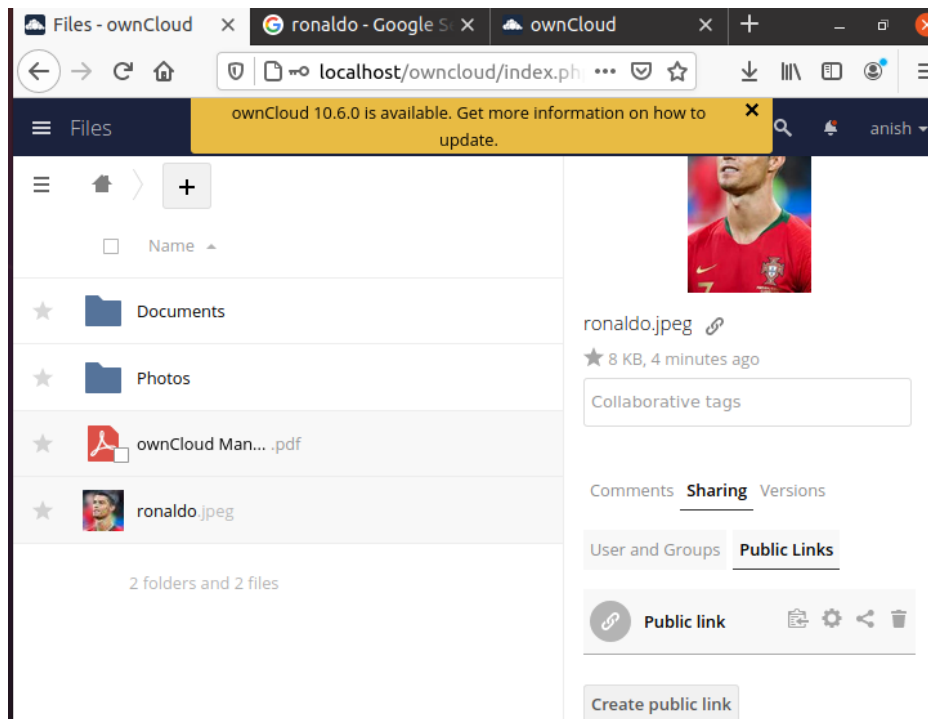 Files - ownCloud
ronaldo - Google Se
ownCloud
localhost/owncloud/index.ph
Files
ownCloud 10.6.0 is available. Get more information on how to
update.
anish
Name
Documents
Photos
ownCloud Man... .pdf
ronaldo.jpeg
2 folders and 2 files
7
ronaldo.jpeg
8 KB, 4 minutes ago
Collaborative tags
Comments Sharing Versions
User and Groups Public Links
Public link
Create public link